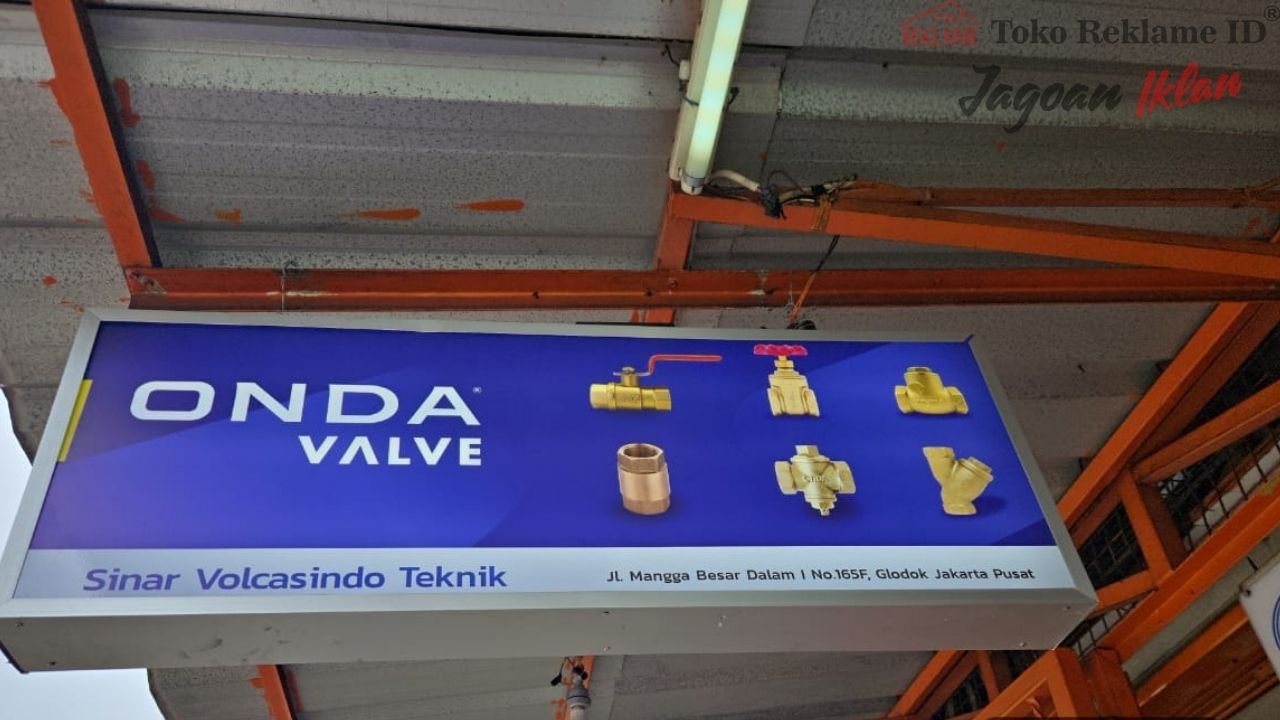 Toko Reklame ID®
Jagoan Iklan
ONDA®
VALVE
Sinar Volcasindo Teknik
Jl. Mangga Besar Dalam I No.165F, Glodok Jakarta Pusat